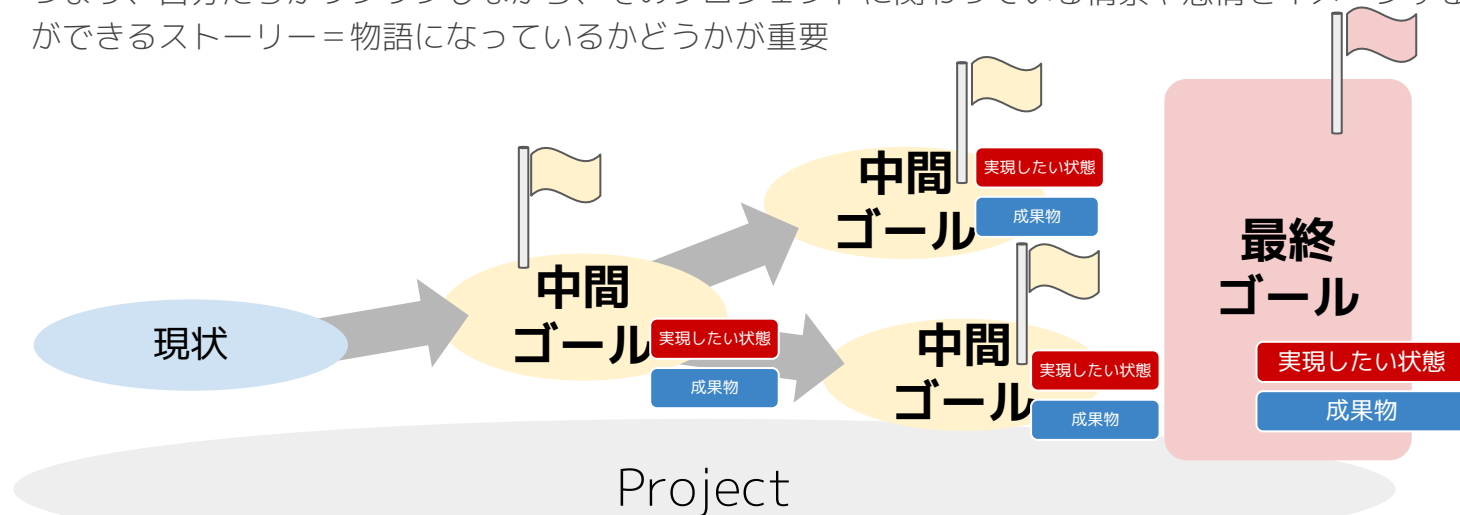 ができるストーリー＝物語になっているかどうかが重要
中間
ゴール
実現したい状態
成果物
最終
ゴール
実現したい状態
成果物
中間
ゴール
実現したい状態
成果物
現状
中間
ゴール
実現したい状態
成果物
Project